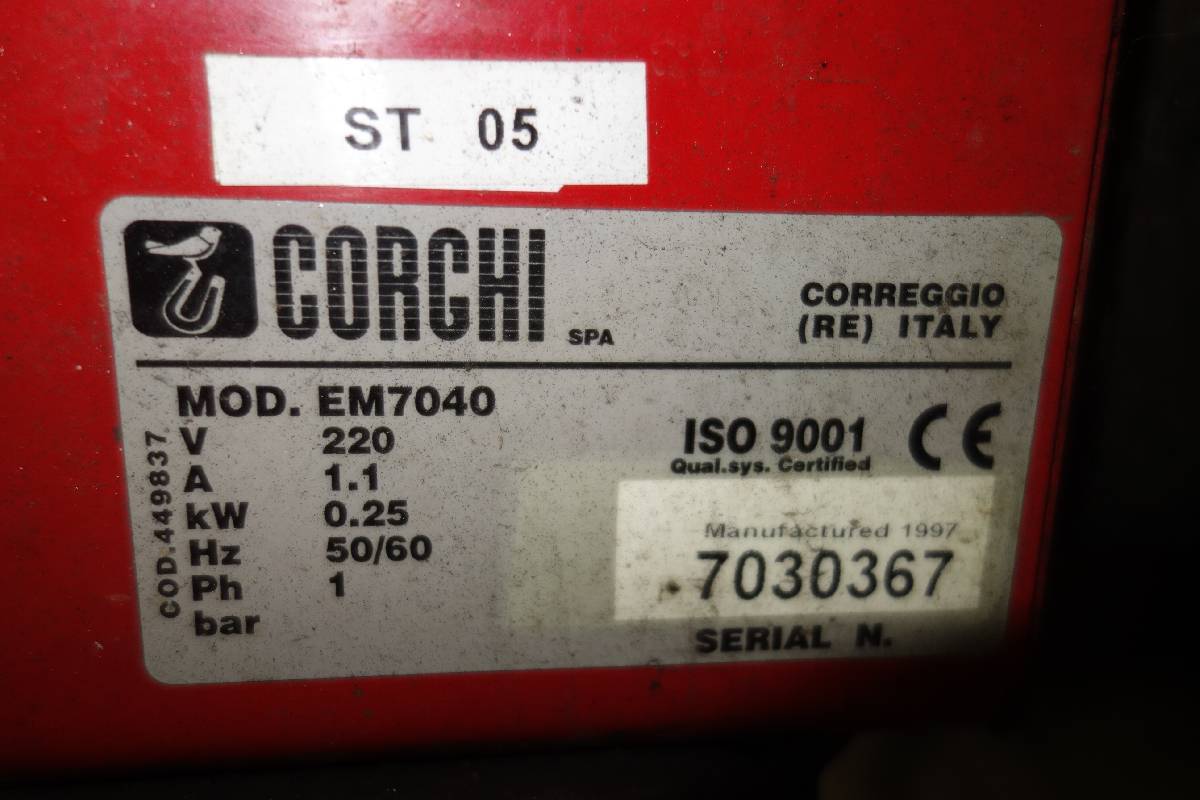 ST 05
CORGHI SPA
CORREGGIO
(RE) ITALY
MOD. EM7040
V 220
A 1.1
kW 0.25
Hz 50/60
Ph 1
bar
COD.449837
ISO 9001 CE
Qual.sys. Certified
Manufactured 1997
7030367
SERIAL N.